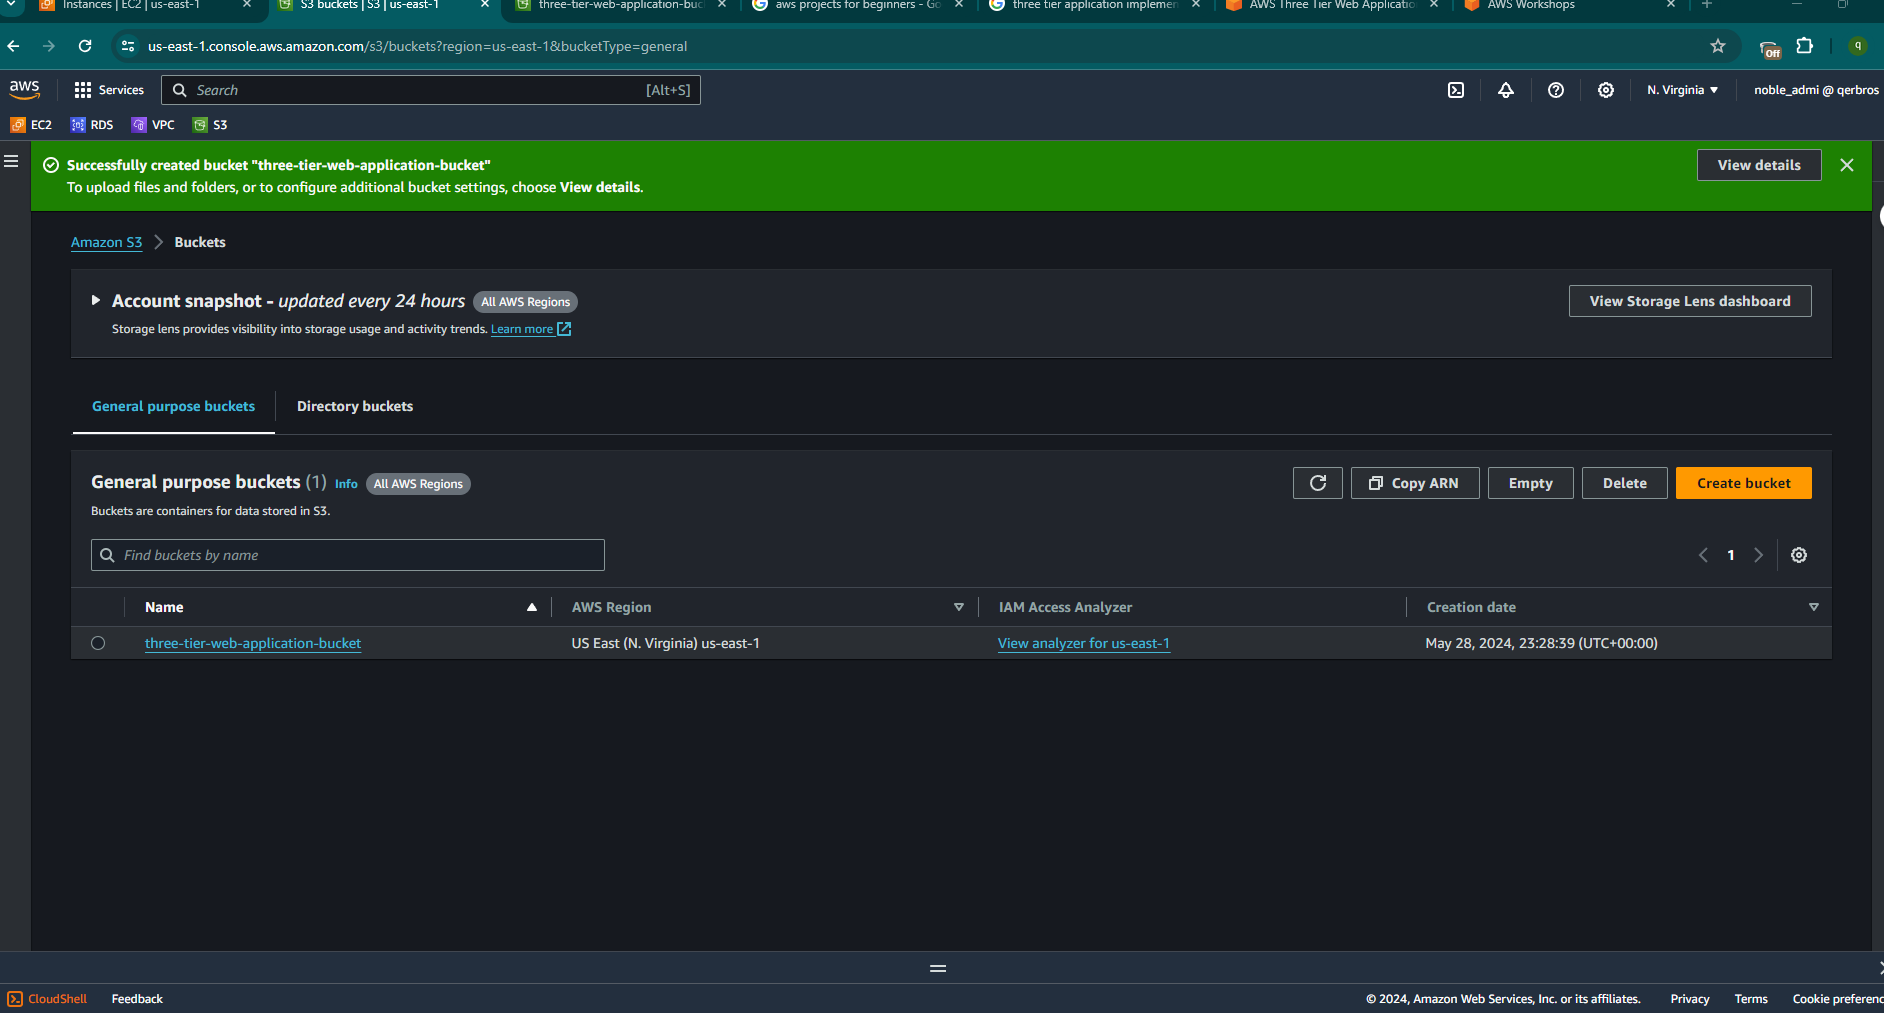 Instances | EC2 | us-east-1
S3 buckets | S3 | us-east-1
three-tier-web-application-buc
aws projects for beginners - Go
three tier application implemen
AWS Three Tier Web Applicatio
AWS Workshops
us-east-1.console.aws.amazon.com/s3/buckets?region=us-east-1&bucketType=general
Off
q
aws
Services
Search
[Alt+S]
N. Virginia
noble_admi @ qerbros
EC2
RDS
VPC
S3
Successfully created bucket "three-tier-web-application-bucket"
To upload files and folders, or to configure additional bucket settings, choose View details.
View details
Amazon S3
Buckets
Account snapshot - updated every 24 hours
All AWS Regions
Storage lens provides visibility into storage usage and activity trends. Learn more
View Storage Lens dashboard
General purpose buckets
Directory buckets
General purpose buckets (1)
Info
All AWS Regions
Buckets are containers for data stored in S3.
Copy ARN
Empty
Delete
Create bucket
Find buckets by name
1
Name
AWS Region
IAM Access Analyzer
Creation date
three-tier-web-application-bucket
US East (N. Virginia) us-east-1
View analyzer for us-east-1
May 28, 2024, 23:28:39 (UTC+00:00)
CloudShell
Feedback
© 2024, Amazon Web Services, Inc. or its affiliates.
Privacy
Terms
Cookie preferenc